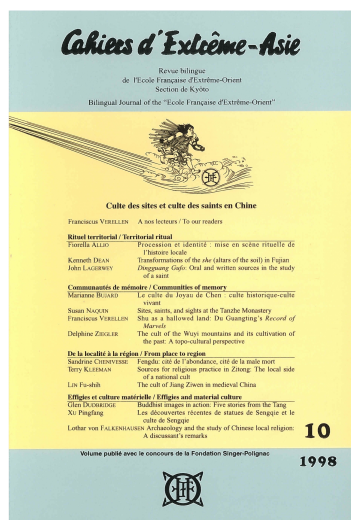 Cahiers d'Extrême-Asie
Revue bilingue
de l'Ecole Française d'Extrême-Orient
Section de Kyôto
Bilingual Journal of the "Ecole Française d'Extrême-Orient"
Culte des sites et culte des saints en Chine
Franciscus VERELLEN A nos lecteurs / To our readers
Rituel territorial / Territorial ritual
Fiorella ALLIO Procession et identité : mise en scène rituelle de
l'histoire locale
Kenneth DEAN Transformations of the she (altars of the soil) in Fujian
John LAGERWEY Dingguang Gufo: Oral and written sources in the study
of a saint
Communautés de mémoire / Communities of memory
Marianne BUJARD Le culte du Joyau de Chen : culte historique-culte
vivant
Susan NAQUIN Sites, saints, and sights at the Tanzhe Monastery
Franciscus VERELLEN Shu as a hallowed land: Du Guangting's Record of
Marvels
Delphine ZIEGLER The cult of the Wuyi mountains and its cultivation of
the past: A topo-cultural perspective
De la localité à la région / From place to region
Sandrine CHENIVESSE Fengdu: cité de l'abondance, cité de la male mort
Terry KLEEMAN Sources for religious practice in Zitong: The local side
of a national cult
LIN Fu-shih The cult of Jiang Ziwen in medieval China
Effigies et culture matérielle / Effigies and material culture
Glen DUDBRIDGE Buddhist images in action: Five stories from the Tang
Xu Pingfang Les découvertes récentes de statues de Sengqie et le
culte de Sengqie
Lothar von FALKENHAUSEN Archaeology and the study of Chinese local religion:
A discussant's remarks
10
Volume publié avec le concours de la Fondation Singer-Polignac
1998